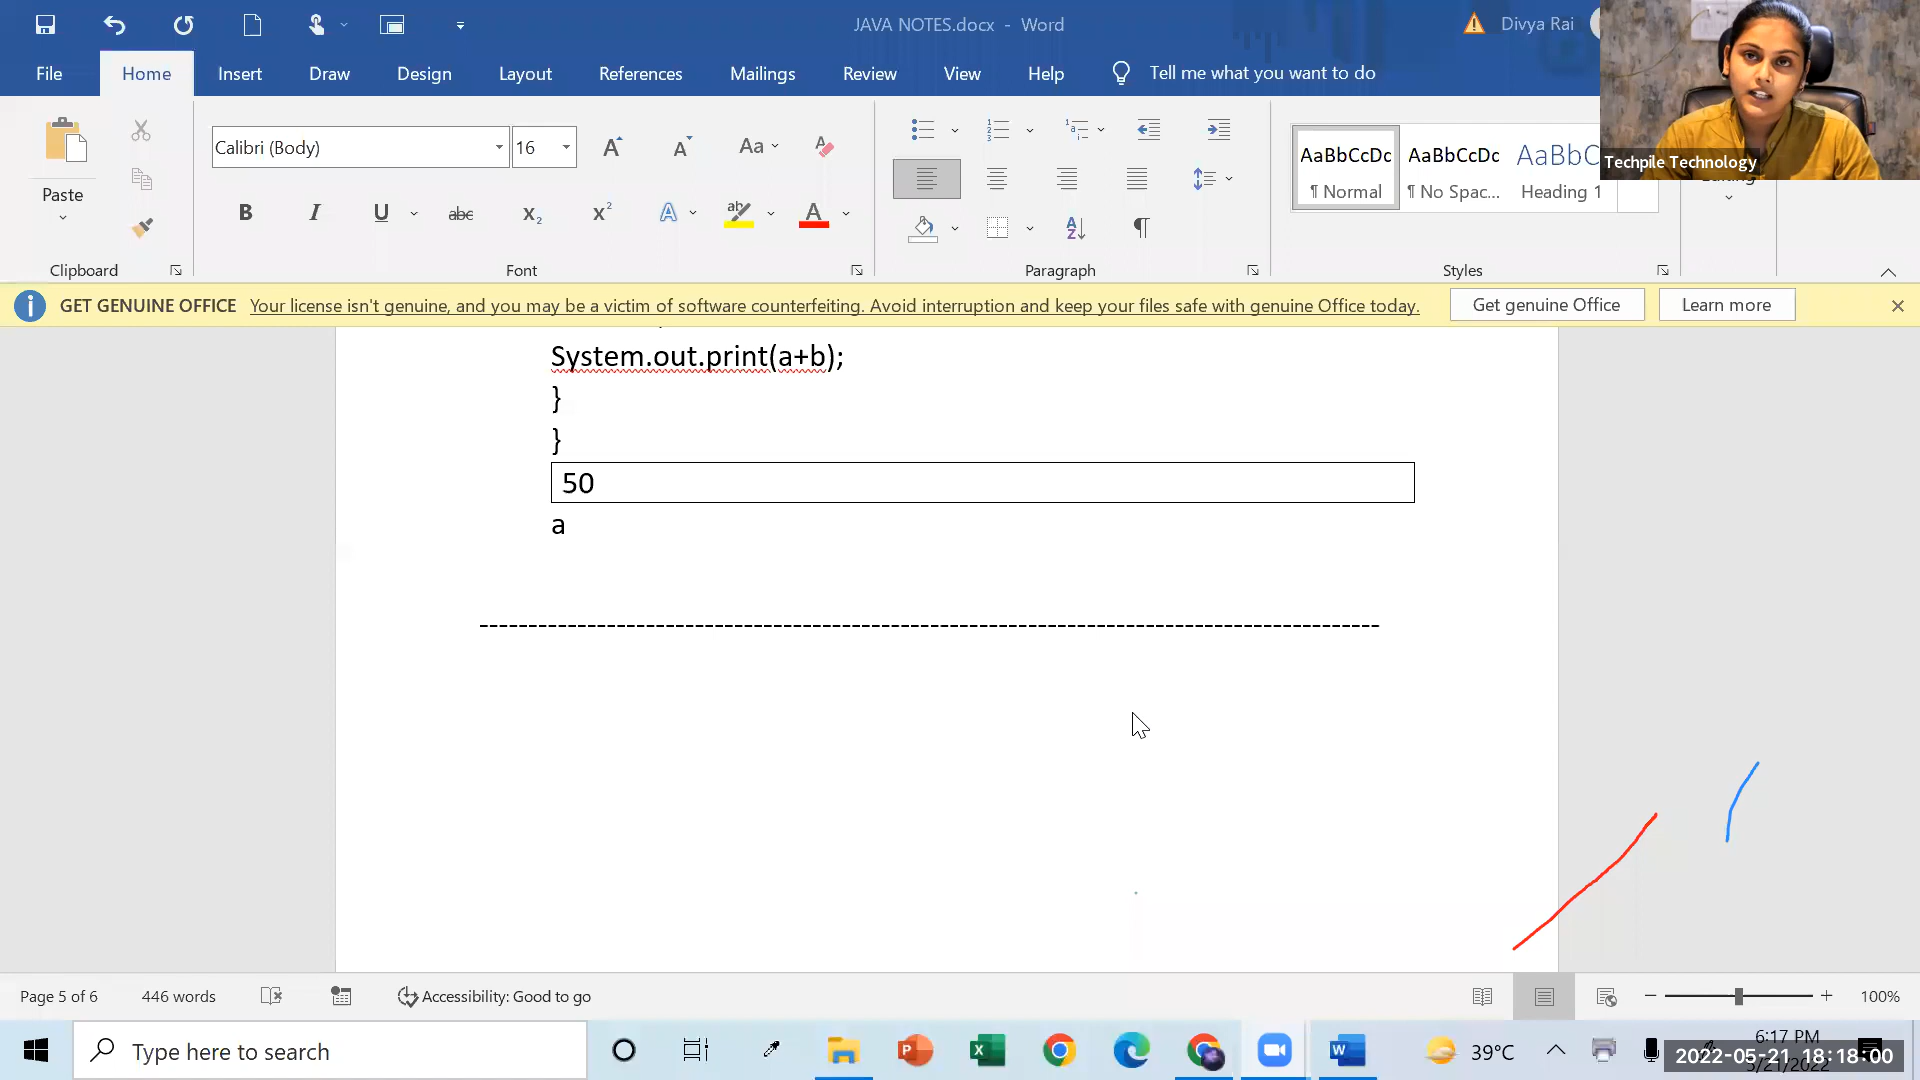 JAVA NOTES.docx - Word
Divya Rai
File Home Insert Draw Design Layout References Mailings Review View Help Tell me what you want to do
Techpile Technology
Calibri (Body) 16 Aa
Paste
B I U abc X2 X2 A ab A
AaBbCcDc AaBbCcDc AaBbC
¶ Normal ¶ No Spac... Heading 1
Clipboard Font Paragraph Styles
GET GENUINE OFFICE Your license isn't genuine, and you may be a victim of software counterfeiting. Avoid interruption and keep your files safe with genuine Office today. Get genuine Office Learn more
System.out.print(a+b);
}
}
50
a
------------------------------------------------------------------------------------------
Page 5 of 6 446 words Accessibility: Good to go 100%
Type here to search
39°C
6:17 PM
2022-05-21 18:18:00